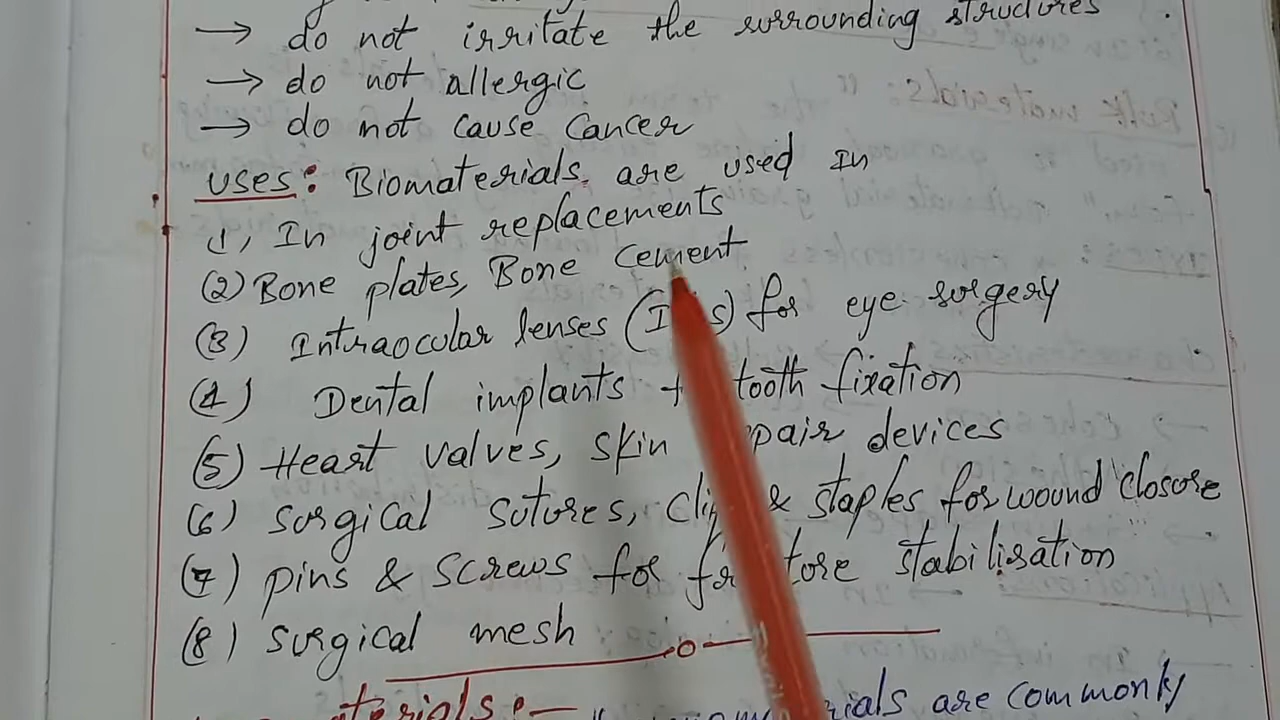 → do not irritate the surrounding structures
→ do not allergic
→ do not cause cancer
uses: Biomaterials are used In
(1) In joint replacements
(2) Bone plates, Bone cement
(3) Intraocular lenses for eye surgery
(4) Dental implants tooth fixation
(5) Heart valves, skin devices
(6) surgical sutures, & staples for wound closure
(7) pins & screws for stabilisation
(8) surgical mesh
are commonly